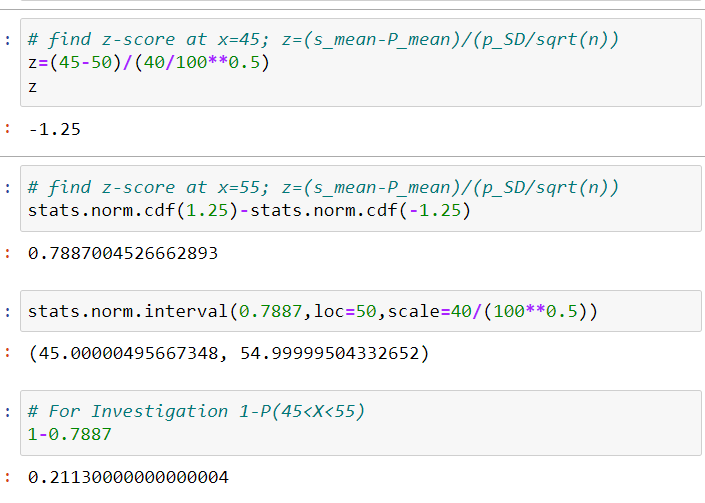 : # find z-score at x=45; z=(s_mean-P_mean)/(p_SD/sqrt(n))
z=(45-50)/(40/100**0.5)
z
: -1.25
: # find z-score at x=55; z=(s_mean-P_mean)/(p_SD/sqrt(n))
stats.norm.cdf(1.25)-stats.norm.cdf(-1.25)
: 0.7887004526662893
: stats.norm.interval(0.7887,loc=50,scale=40/(100**0.5))
: (45.00000495667348, 54.99999504332652)
: # For Investigation 1-P(45<X<55)
1-0.7887
: 0.21130000000000004